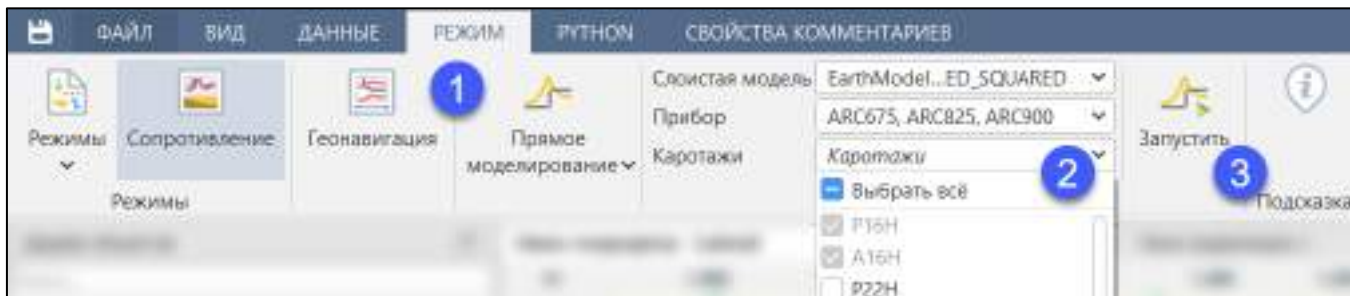 ФАЙЛ ВИД ДАННЫЕ РЕЖИМ PYTHON СВОЙСТВА КОММЕНТАРИЕВ
1
Режимы
Сопротивление
Режимы
Геонавигация
Прямое
моделирование
Слоистая модель EarthModel...ED_SQUARED
Прибор ARC675, ARC825, ARC900
Каротажи Каротажи
2
Выбрать всё
P16H
A16H
P22H
Запустить
3
Подсказка